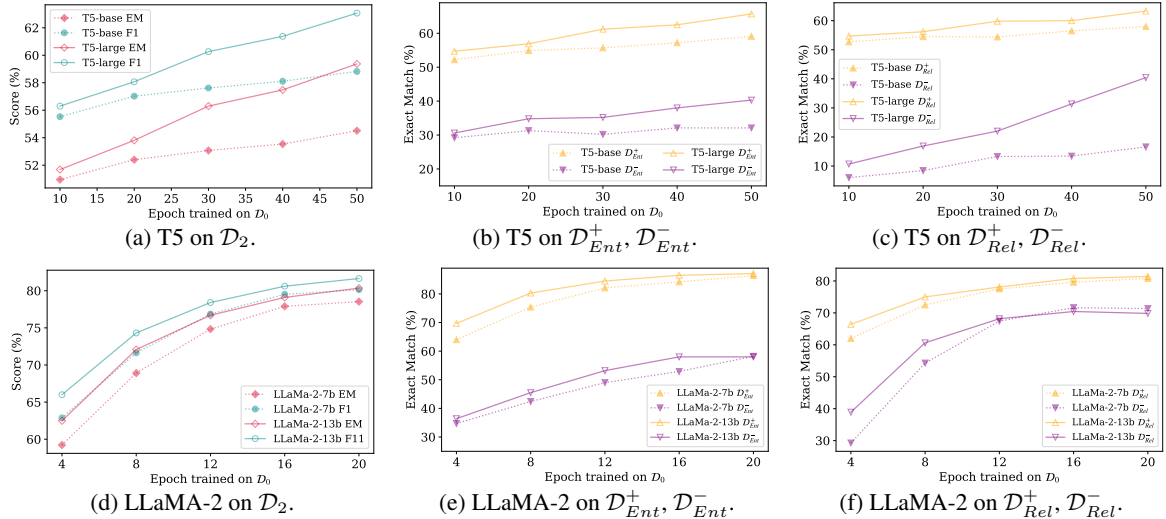 T5-base EM
T5-base F1
T5-large EM
T5-large F1
62
60
58
56
54
52
Score (%)
10 15 20 25 30 35 40 45 50
Epoch trained on 𝒟₀
(a) T5 on 𝒟₂.
60
50
40
30
20
Exact Match (%)
T5-base 𝒟⁺Ent
T5-base 𝒟⁻Ent
T5-large 𝒟⁺Ent
T5-large 𝒟⁻Ent
10 20 30 40 50
Epoch trained on 𝒟₀
(b) T5 on 𝒟⁺Ent, 𝒟⁻Ent.
60
50
40
30
20
10
Exact Match (%)
T5-base 𝒟⁺Rel
T5-base 𝒟⁻Rel
T5-large 𝒟⁺Rel
T5-large 𝒟⁻Rel
10 20 30 40 50
Epoch trained on 𝒟₀
(c) T5 on 𝒟⁺Rel, 𝒟⁻Rel.
80
75
70
65
60
Score (%)
LLaMa-2-7b EM
LLaMa-2-7b F1
LLaMa-2-13b EM
LLaMa-2-13b F11
4 8 12 16 20
Epoch trained on 𝒟₀
(d) LLaMA-2 on 𝒟₂.
80
70
60
50
40
30
Exact Match (%)
LLaMa-2-7b 𝒟⁺Ent
LLaMa-2-7b 𝒟⁻Ent
LLaMa-2-13b 𝒟⁺Ent
LLaMa-2-13b 𝒟⁻Ent
4 8 12 16 20
Epoch trained on 𝒟₀
(e) LLaMA-2 on 𝒟⁺Ent, 𝒟⁻Ent.
80
70
60
50
40
30
Exact Match (%)
LLaMa-2-7b 𝒟⁺Rel
LLaMa-2-7b 𝒟⁻Rel
LLaMa-2-13b 𝒟⁺Rel
LLaMa-2-13b 𝒟⁻Rel
4 8 12 16 20
Epoch trained on 𝒟₀
(f) LLaMA-2 on 𝒟⁺Rel, 𝒟⁻Rel.